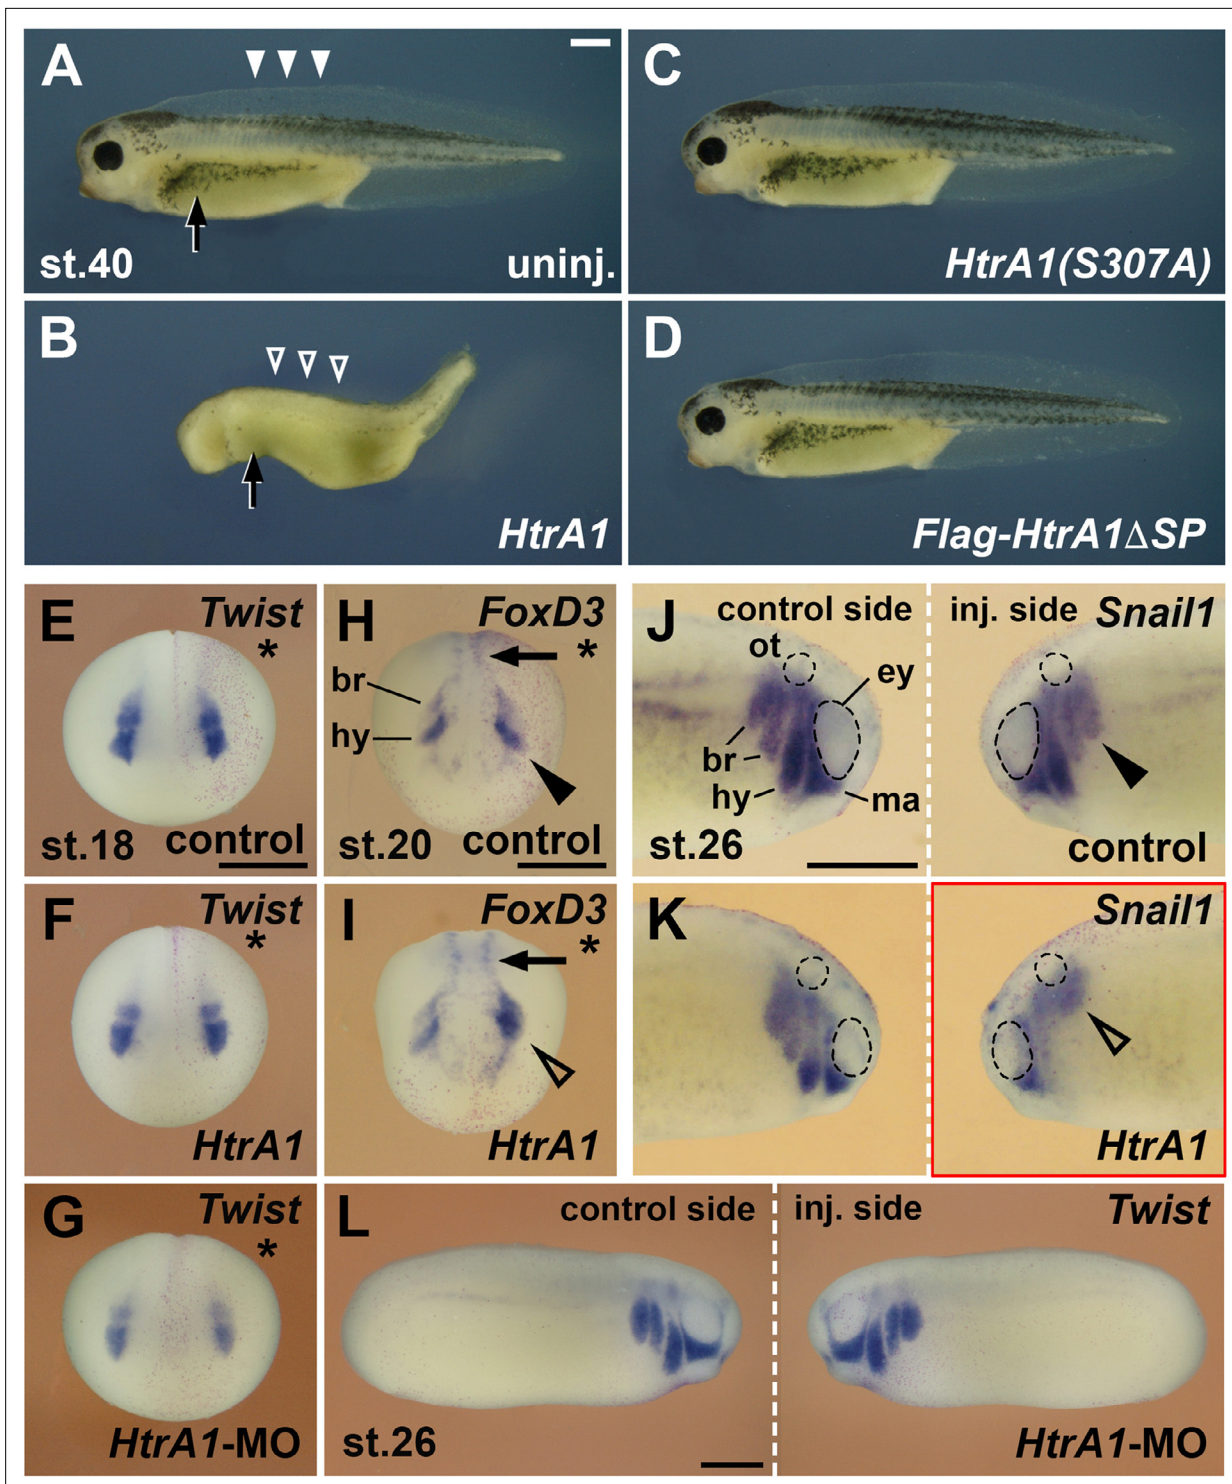 A
st.40
uninj.
C
HtrA1(S307A)
B
HtrA1
D
Flag-HtrA1ΔSP
E
Twist
*
st.18
control
H
FoxD3
*
br
hy
st.20
control
J
control side
inj. side
Snail1
ot
ey
br
hy
ma
st.26
control
F
Twist
*
HtrA1
I
FoxD3
*
HtrA1
K
Snail1
HtrA1
G
Twist
*
HtrA1-MO
L
control side
inj. side
Twist
st.26
HtrA1-MO